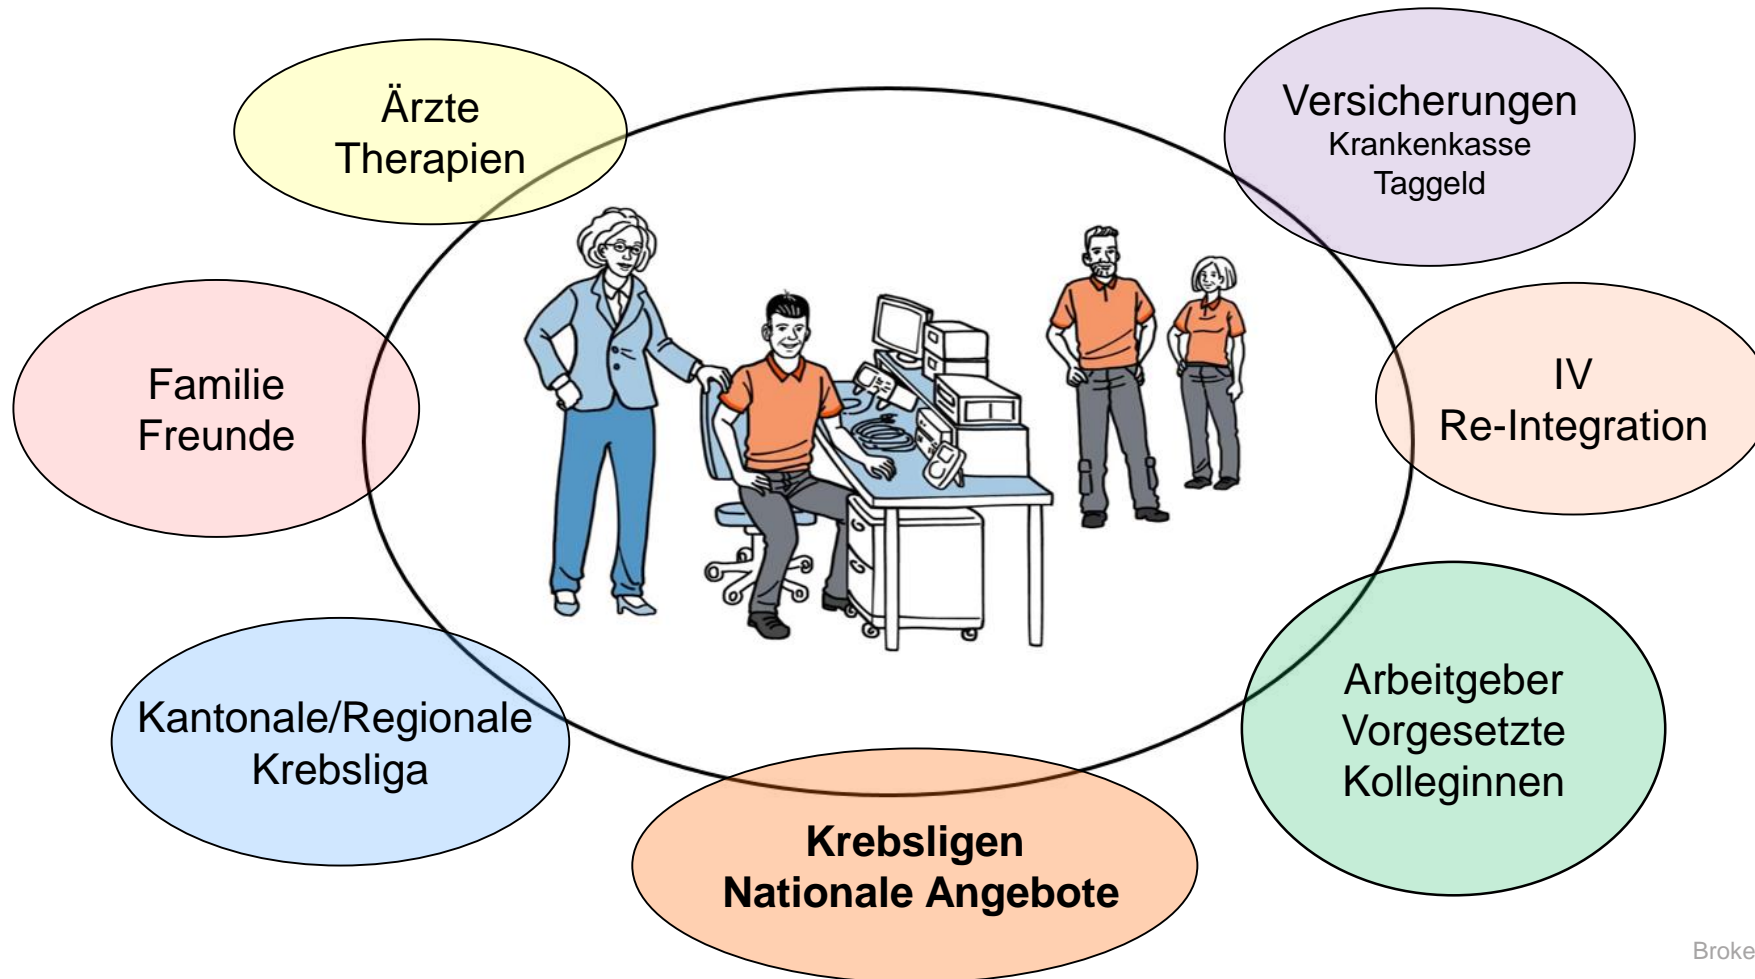 Ärzte
Therapien
Versicherungen
Krankenkasse
Taggeld
Familie
Freunde
IV
Re-Integration
Kantonale/Regionale
Krebsliga
Arbeitgeber
Vorgesetzte
Kolleginnen
Krebsligen
Nationale Angebote
Broke